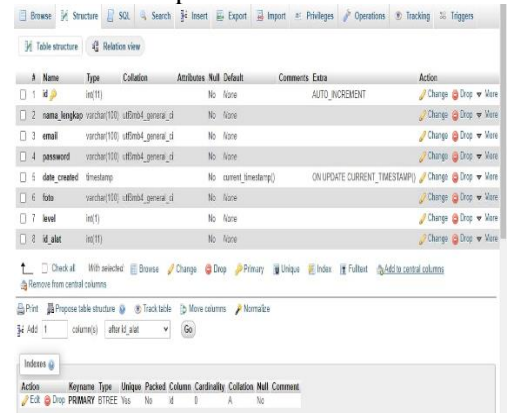 Browse Structure SQL Search Insert Export Import Privileges Operations Tracking Triggers
Table structure Relation view
# Name Type Collation Attributes Null Default Comments Extra Action
1 id int(11) No None AUTO_INCREMENT Change Drop More
2 nama_lengkap varchar(100) utf8mb4_general_ci No None Change Drop More
3 email varchar(100) utf8mb4_general_ci No None Change Drop More
4 password varchar(100) utf8mb4_general_ci No None Change Drop More
5 date_created timestamp No current_timestamp() ON UPDATE CURRENT_TIMESTAMP() Change Drop More
6 foto varchar(100) utf8mb4_general_ci No None Change Drop More
7 level int(1) No None Change Drop More
8 id_alat int(11) No None Change Drop More
Check all With selected: Browse Change Drop Primary Unique Index Fulltext Add to central columns
Remove from central columns
Print Propose table structure Track table Move columns Normalize
Add 1 column(s) after id_alat Go
Indexes
Action Keyname Type Unique Packed Column Cardinality Collation Null Comment
Edit Drop PRIMARY BTREE Yes No id 0 A No